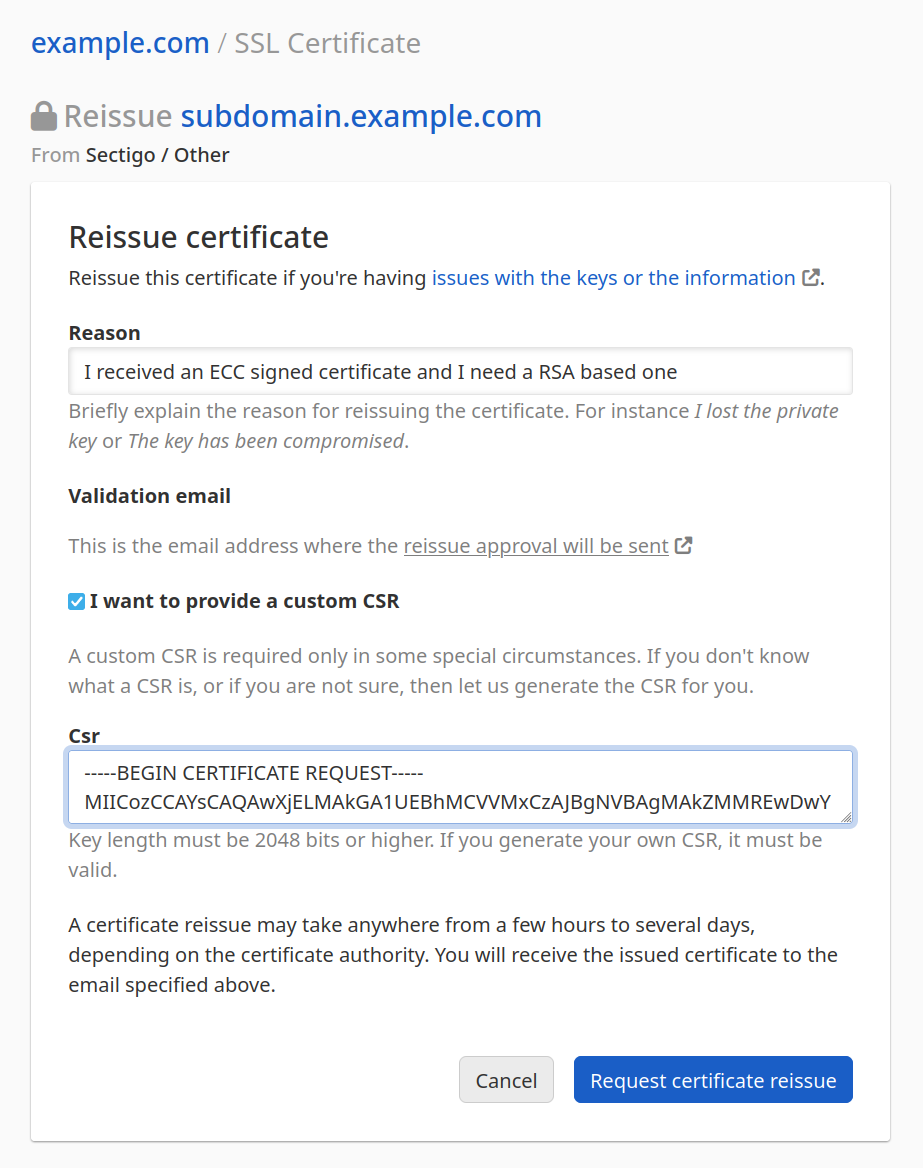 example.com / SSL Certificate
Reissue subdomain.example.com
From Sectigo / Other
Reissue certificate
Reissue this certificate if you're having issues with the keys or the information .
Reason
I received an ECC signed certificate and I need a RSA based one
Briefly explain the reason for reissuing the certificate. For instance I lost the private
key or The key has been compromised.
Validation email
This is the email address where the reissue approval will be sent
I want to provide a custom CSR
A custom CSR is required only in some special circumstances. If you don't know
what a CSR is, or if you are not sure, then let us generate the CSR for you.
Csr
-----BEGIN CERTIFICATE REQUEST-----
MIICozCCAYsCAQAwXjELMAkGA1UEBhMCVVMxCzAJBgNVBAgMAkZMMREwDwY
Key length must be 2048 bits or higher. If you generate your own CSR, it must be
valid.
A certificate reissue may take anywhere from a few hours to several days,
depending on the certificate authority. You will receive the issued certificate to the
email specified above.
Cancel
Request certificate reissue